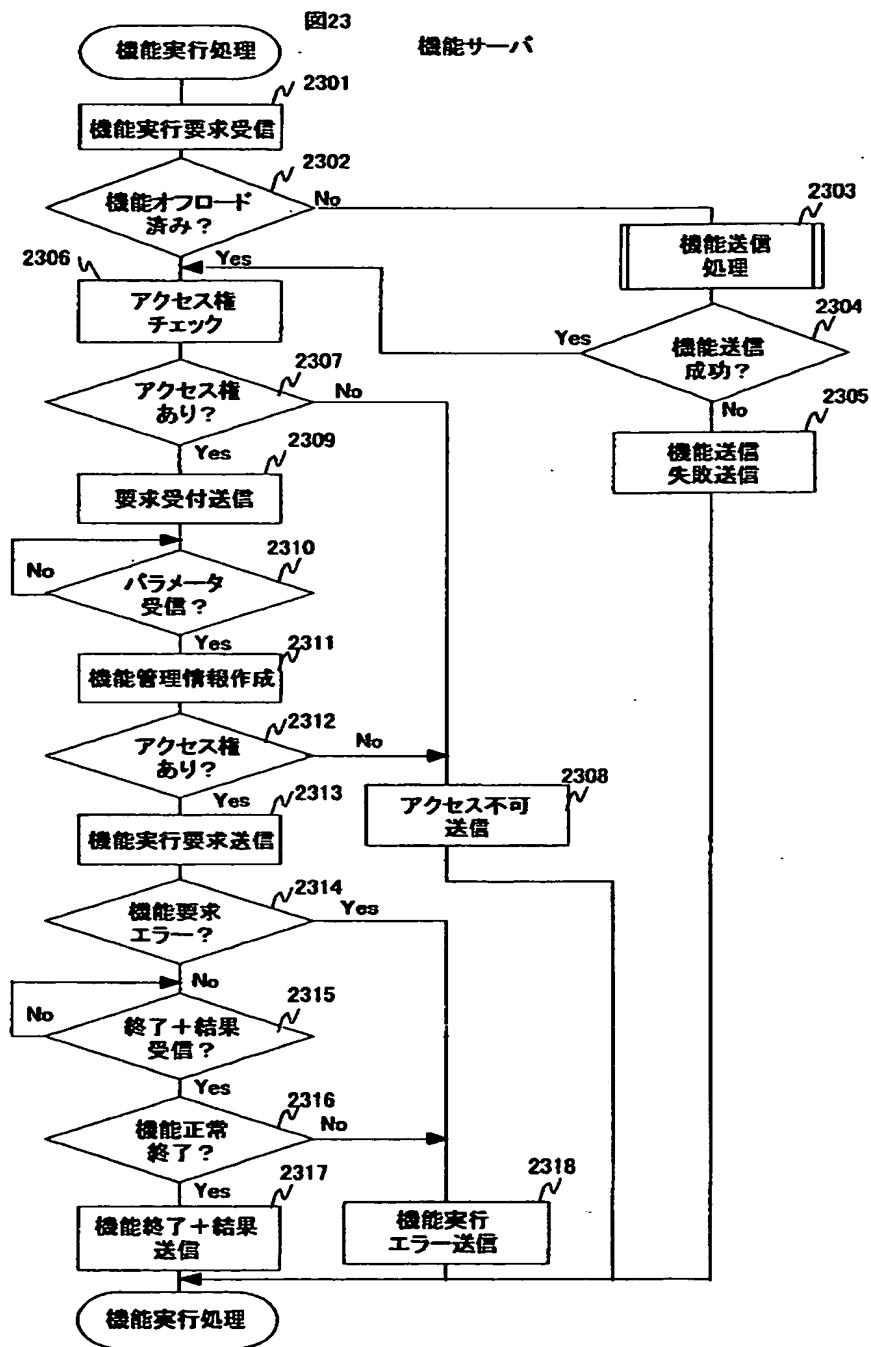 図23
機能サーバ
機能実行処理
2301
機能実行要求受信
2302
機能オフロード
済み？
No
Yes
2303
機能送信
処理
2304
機能送信
成功？
Yes
No
2305
機能送信
失敗送信
2306
アクセス権
チェック
2307
アクセス権
あり？
No
Yes
2309
要求受付送信
2310
パラメータ
受信？
No
Yes
2311
機能管理情報作成
2312
アクセス権
あり？
No
Yes
2308
アクセス不可
送信
2313
機能実行要求送信
2314
機能要求
エラー？
Yes
No
2315
終了＋結果
受信？
No
Yes
2316
機能正常
終了？
No
Yes
2317
機能終了＋結果
送信
2318
機能実行
エラー送信
機能実行処理